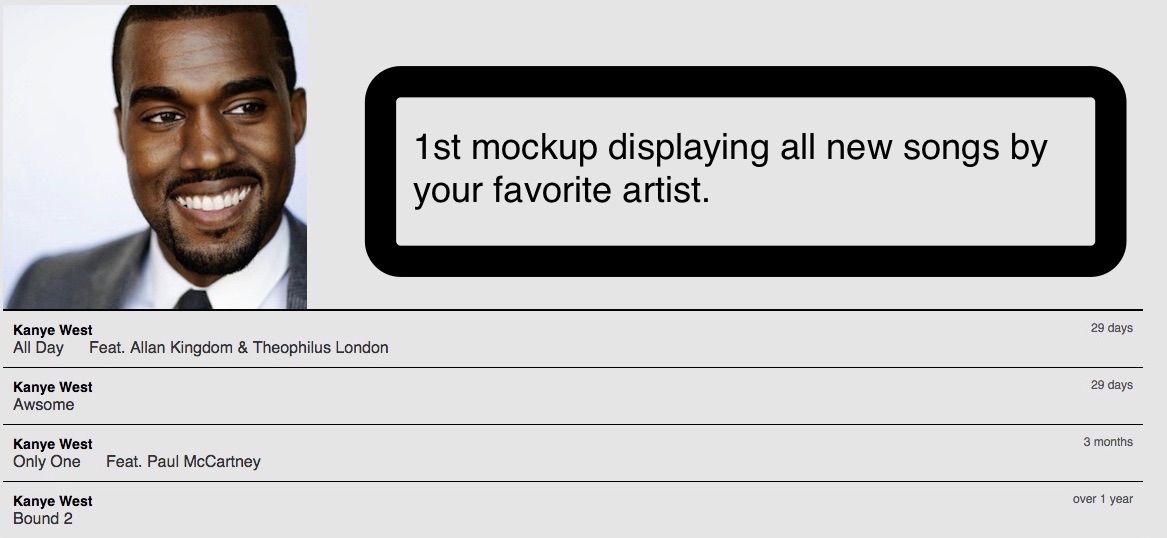 1st mockup displaying all new songs by
your favorite artist.
Kanye West
29 days
All Day Feat. Allan Kingdom & Theophilus London
Kanye West
29 days
Awsome
Kanye West
3 months
Only One Feat. Paul McCartney
Kanye West
over 1 year
Bound 2